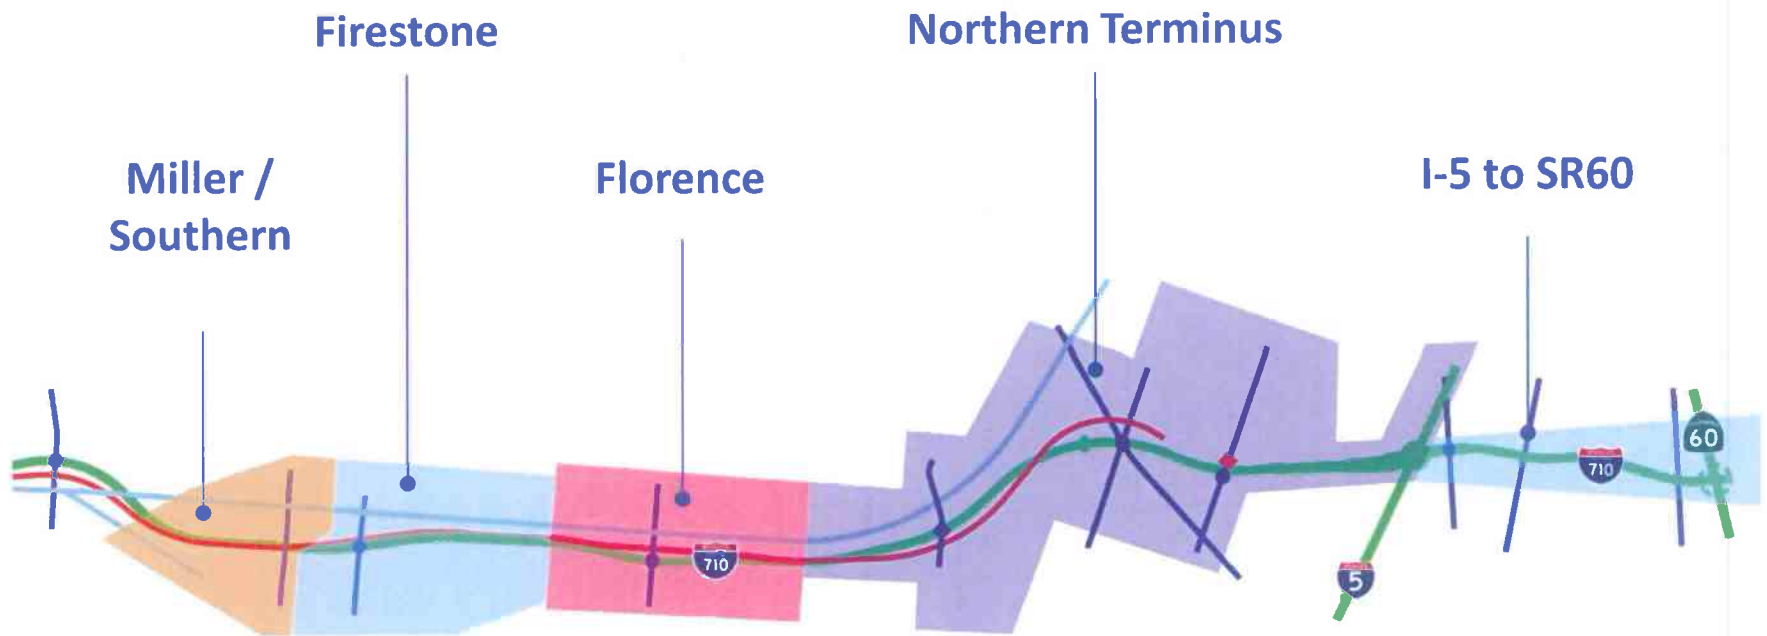 Firestone
Northern Terminus
Miller /
Southern
Florence
I-5 to SR60
60
710
710
5